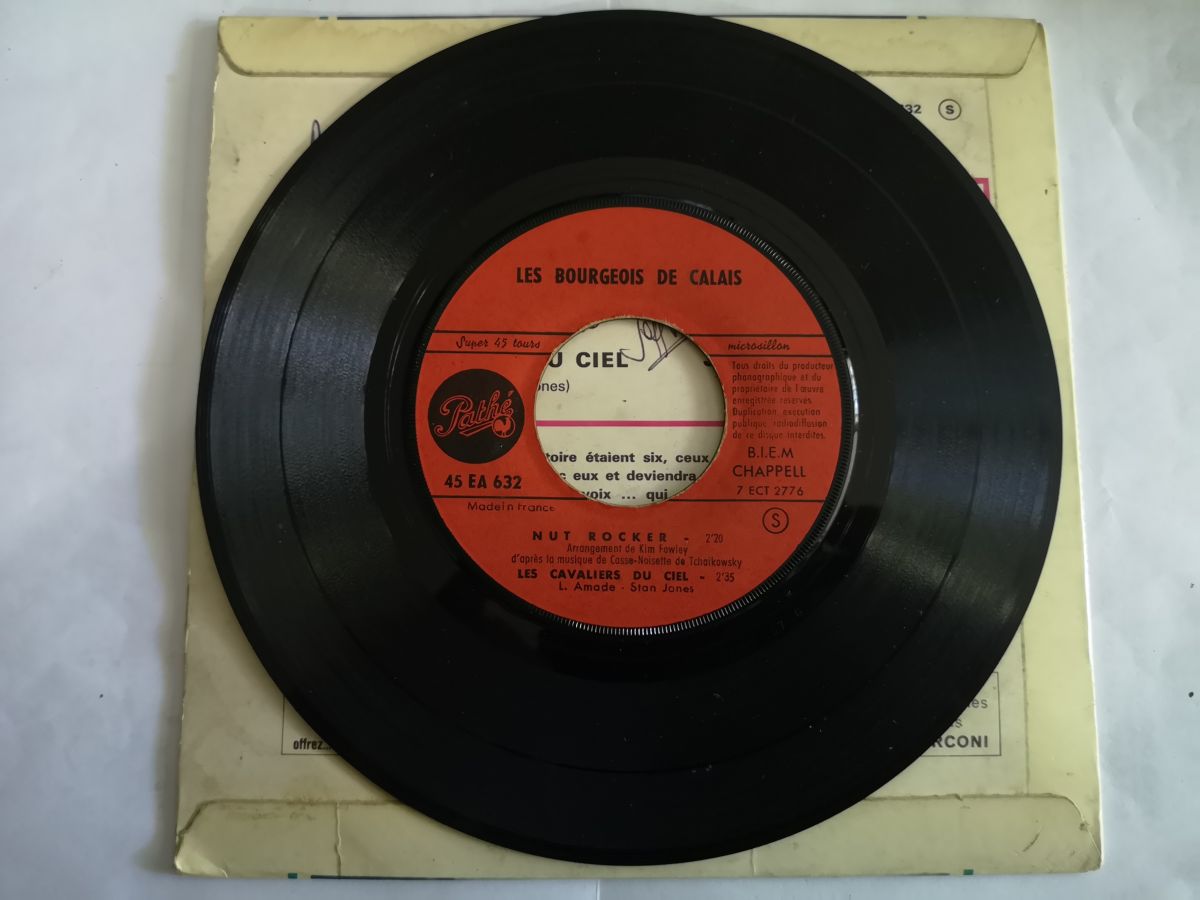 32 S
LES BOURGEOIS DE CALAIS
Super 45 tours
microsillon
U CIEL
ones)
Pathé
Tous droits du producteur
phonographique et du
propriétaire de l'œuvre
enregistrée réservés
Duplication exécution
publique radiodiffusion
de ce disque interdites.
B.I.E.M
CHAPPELL
7 ECT 2776
toire étaient six, ceux
c eux et deviendra
voix ... qui
45 EA 632
Made in France
S
NUT ROCKER - 2'20
Arrangement de Kim Fowley
d'après la musique de Casse-Noisette de Tchaïkowsky
LES CAVALIERS DU CIEL - 2'35
L. Amade - Stan Jones
offrez...
RCONI